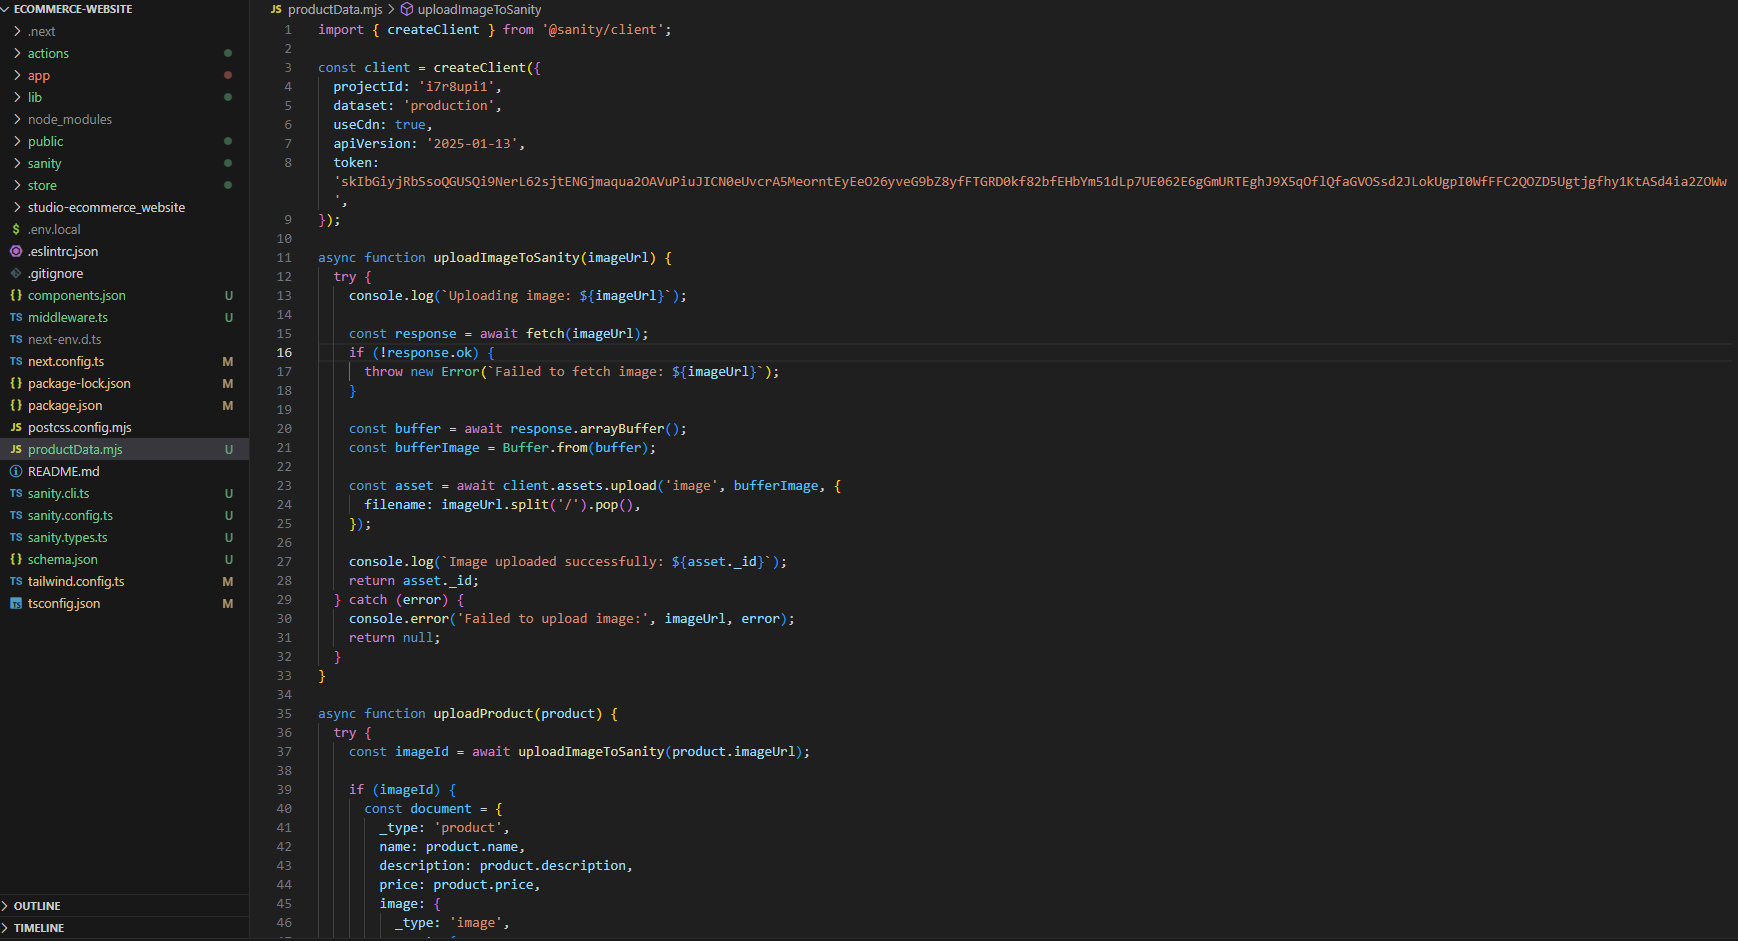 ECOMMERCE-WEBSITE
.next
actions
app
lib
node_modules
public
sanity
store
studio-ecommerce_website
$ .env.local
.eslintrc.json
.gitignore
{} components.json U
TS middleware.ts U
TS next-env.d.ts
TS next.config.ts M
{} package-lock.json M
{} package.json M
JS postcss.config.mjs
JS productData.mjs U
README.md
TS sanity.cli.ts U
TS sanity.config.ts U
TS sanity.types.ts U
{} schema.json U
TS tailwind.config.ts M
TS tsconfig.json M
OUTLINE
TIMELINE
JS productData.mjs > uploadImageToSanity
1 import { createClient } from '@sanity/client';
2
3 const client = createClient({
4 projectId: 'i7r8upi1',
5 dataset: 'production',
6 useCdn: true,
7 apiVersion: '2025-01-13',
8 token:
',
9 });
10
11 async function uploadImageToSanity(imageUrl) {
12 try {
13 console.log(`Uploading image: ${imageUrl}`);
14
15 const response = await fetch(imageUrl);
16 if (!response.ok) {
17 throw new Error(`Failed to fetch image: ${imageUrl}`);
18 }
19
20 const buffer = await response.arrayBuffer();
21 const bufferImage = Buffer.from(buffer);
22
23 const asset = await client.assets.upload('image', bufferImage, {
24 filename: imageUrl.split('/').pop(),
25 });
26
27 console.log(`Image uploaded successfully: ${asset._id}`);
28 return asset._id;
29 } catch (error) {
30 console.error('Failed to upload image:', imageUrl, error);
31 return null;
32 }
33 }
34
35 async function uploadProduct(product) {
36 try {
37 const imageId = await uploadImageToSanity(product.imageUrl);
38
39 if (imageId) {
40 const document = {
41 _type: 'product',
42 name: product.name,
43 description: product.description,
44 price: product.price,
45 image: {
46 _type: 'image',